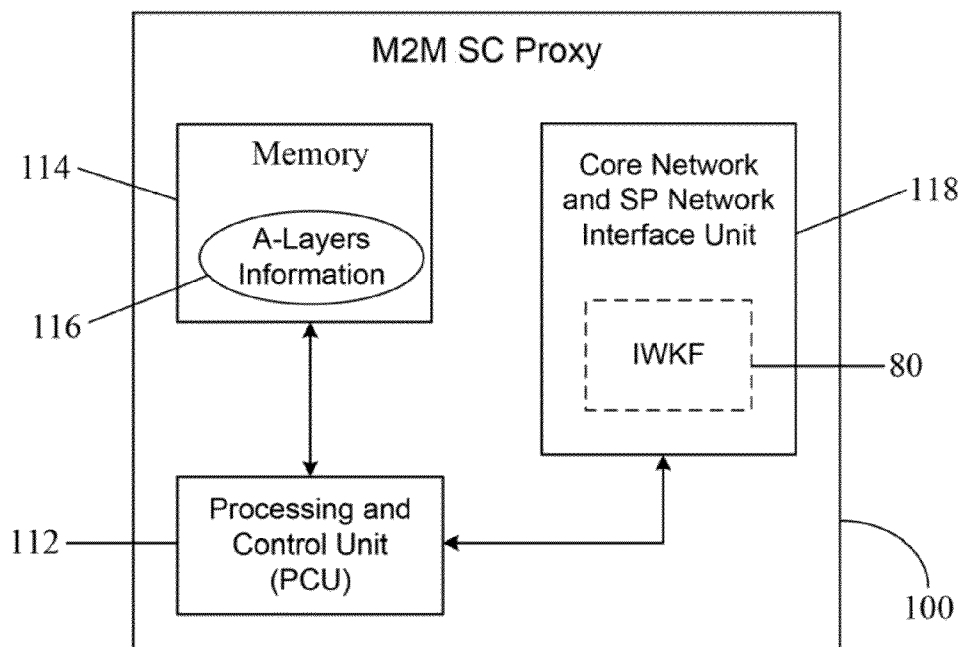 M2M SC Proxy
Memory
A-Layers
Information
114
116
Core Network
and SP Network
Interface Unit
118
IWKF
80
Processing and
Control Unit
(PCU)
112
100